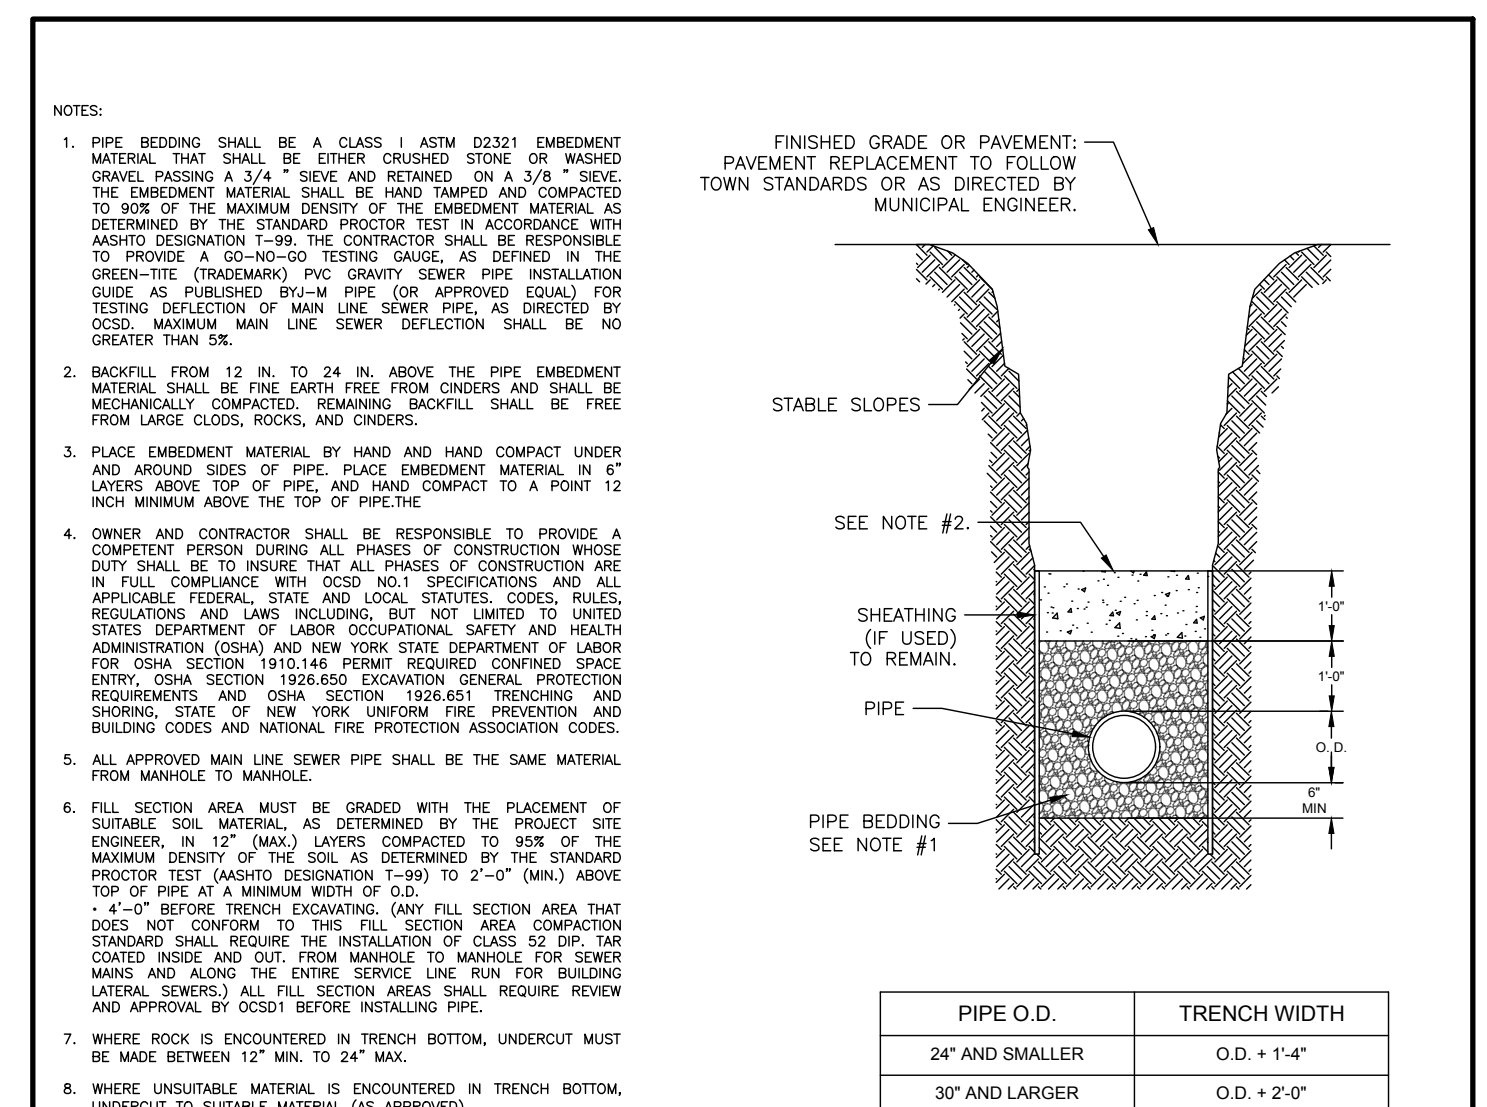 NOTES:
1. PIPE BEDDING SHALL BE A CLASS I ASTM D2321 EMBEDMENT
MATERIAL THAT SHALL BE EITHER CRUSHED STONE OR WASHED
GRAVEL PASSING A 3/4 " SIEVE AND RETAINED ON A 3/8 " SIEVE.
THE EMBEDMENT MATERIAL SHALL BE HAND TAMPED AND COMPACTED
TO 90% OF THE MAXIMUM DENSITY OF THE EMBEDMENT MATERIAL AS
DETERMINED BY THE STANDARD PROCTOR TEST IN ACCORDANCE WITH
AASHTO DESIGNATION T-99. THE CONTRACTOR SHALL BE RESPONSIBLE
TO PROVIDE A GO-NO-GO TESTING GAUGE, AS DEFINED IN THE
GREEN-TITE (TRADEMARK) PVC GRAVITY SEWER PIPE INSTALLATION
GUIDE AS PUBLISHED BYJ-M PIPE (OR APPROVED EQUAL) FOR
TESTING DEFLECTION OF MAIN LINE SEWER PIPE, AS DIRECTED BY
OCSD. MAXIMUM MAIN LINE SEWER DEFLECTION SHALL BE NO
GREATER THAN 5%.
2. BACKFILL FROM 12 IN. TO 24 IN. ABOVE THE PIPE EMBEDMENT
MATERIAL SHALL BE FINE EARTH FREE FROM CINDERS AND SHALL BE
MECHANICALLY COMPACTED. REMAINING BACKFILL SHALL BE FREE
FROM LARGE CLODS, ROCKS, AND CINDERS.
3. PLACE EMBEDMENT MATERIAL BY HAND AND HAND COMPACT UNDER
AND AROUND SIDES OF PIPE. PLACE EMBEDMENT MATERIAL IN 6"
LAYERS ABOVE TOP OF PIPE, AND HAND COMPACT TO A POINT 12
INCH MINIMUM ABOVE THE TOP OF PIPE.THE
4. OWNER AND CONTRACTOR SHALL BE RESPONSIBLE TO PROVIDE A
COMPETENT PERSON DURING ALL PHASES OF CONSTRUCTION WHOSE
DUTY SHALL BE TO INSURE THAT ALL PHASES OF CONSTRUCTION ARE
IN FULL COMPLIANCE WITH OCSD NO.1 SPECIFICATIONS AND ALL
APPLICABLE FEDERAL, STATE AND LOCAL STATUTES. CODES, RULES,
REGULATIONS AND LAWS INCLUDING, BUT NOT LIMITED TO UNITED
STATES DEPARTMENT OF LABOR OCCUPATIONAL SAFETY AND HEALTH
ADMINISTRATION (OSHA) AND NEW YORK STATE DEPARTMENT OF LABOR
FOR OSHA SECTION 1910.146 PERMIT REQUIRED CONFINED SPACE
ENTRY, OSHA SECTION 1926.650 EXCAVATION GENERAL PROTECTION
REQUIREMENTS AND OSHA SECTION 1926.651 TRENCHING AND
SHORING, STATE OF NEW YORK UNIFORM FIRE PREVENTION AND
BUILDING CODES AND NATIONAL FIRE PROTECTION ASSOCIATION CODES.
5. ALL APPROVED MAIN LINE SEWER PIPE SHALL BE THE SAME MATERIAL
FROM MANHOLE TO MANHOLE.
6. FILL SECTION AREA MUST BE GRADED WITH THE PLACEMENT OF
SUITABLE SOIL MATERIAL, AS DETERMINED BY THE PROJECT SITE
ENGINEER, IN 12" (MAX.) LAYERS COMPACTED TO 95% OF THE
MAXIMUM DENSITY OF THE SOIL AS DETERMINED BY THE STANDARD
PROCTOR TEST (AASHTO DESIGNATION T-99) TO 2'-0" (MIN.) ABOVE
TOP OF PIPE AT A MINIMUM WIDTH OF O.D.
• 4'-0" BEFORE TRENCH EXCAVATING. (ANY FILL SECTION AREA THAT
DOES NOT CONFORM TO THIS FILL SECTION AREA COMPACTION
STANDARD SHALL REQUIRE THE INSTALLATION OF CLASS 52 DIP. TAR
COATED INSIDE AND OUT. FROM MANHOLE TO MANHOLE FOR SEWER
MAINS AND ALONG THE ENTIRE SERVICE LINE RUN FOR BUILDING
LATERAL SEWERS.) ALL FILL SECTION AREAS SHALL REQUIRE REVIEW
AND APPROVAL BY OCSD1 BEFORE INSTALLING PIPE.
7. WHERE ROCK IS ENCOUNTERED IN TRENCH BOTTOM, UNDERCUT MUST
BE MADE BETWEEN 12" MIN. TO 24" MAX.
8. WHERE UNSUITABLE MATERIAL IS ENCOUNTERED IN TRENCH BOTTOM,
UNDERCUT TO SUITABLE MATERIAL (AS APPROVED)
FINISHED GRADE OR PAVEMENT:
PAVEMENT REPLACEMENT TO FOLLOW
TOWN STANDARDS OR AS DIRECTED BY
MUNICIPAL ENGINEER.
STABLE SLOPES
SEE NOTE #2.
SHEATHING
(IF USED)
TO REMAIN.
PIPE
PIPE BEDDING
SEE NOTE #1
1'-0"
1'-0"
O. D.
6"
MIN
PIPE O.D. TRENCH WIDTH
24" AND SMALLER O.D. + 1'-4"
30" AND LARGER O.D. + 2'-0"